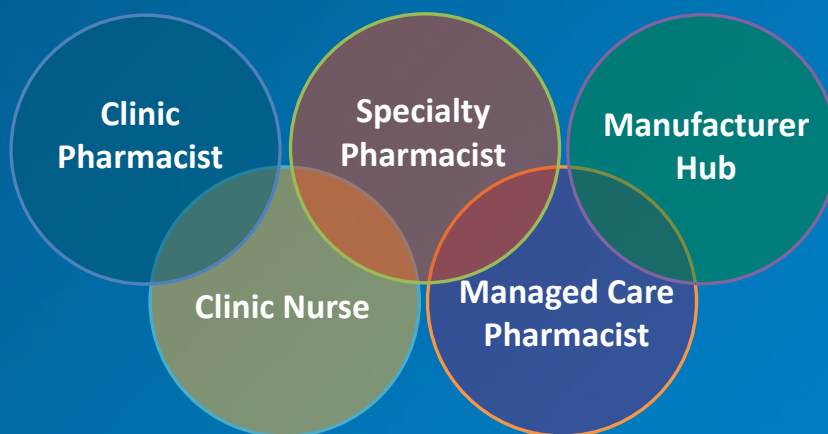 Clinic
Pharmacist
Specialty
Pharmacist
Manufacturer
Hub
Clinic Nurse
Managed Care
Pharmacist